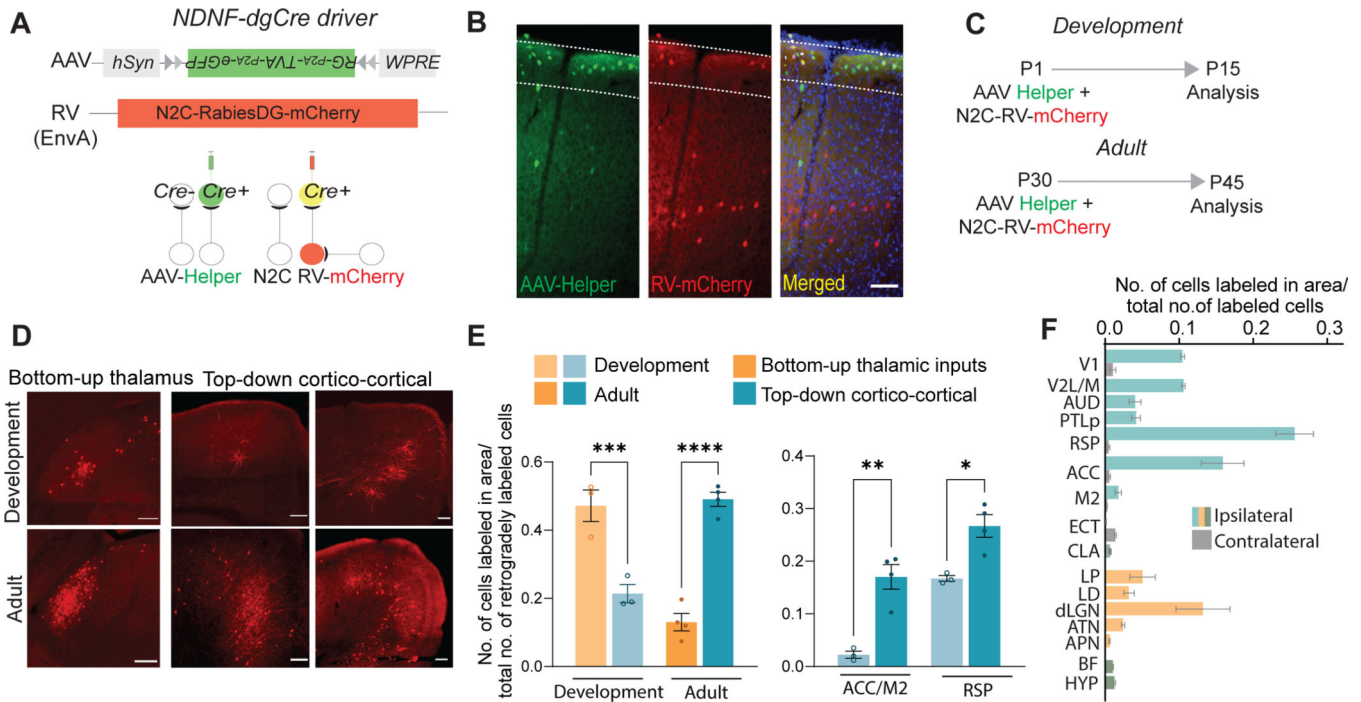 A
NDNF-dgCre driver
AAV
hSyn
RG-P2A-TVA-P2A-eGFP
WPRE
RV
(EnvA)
N2C-RabiesDG-mCherry
Cre-
Cre+
Cre+
AAV-Helper
N2C RV-mCherry
B
AAV-Helper
RV-mCherry
Merged
C
Development
P1
P15
AAV Helper +
Analysis
N2C-RV-mCherry
Adult
P30
P45
AAV Helper +
Analysis
N2C-RV-mCherry
D
Bottom-up thalamus
Top-down cortico-cortical
Development
Adult
E
Development
Adult
Bottom-up thalamic inputs
Top-down cortico-cortical
No. of cells labeled in area/
total no. of retrogradely labeled cells
0.6
0.4
0.2
0.0
***
****
Development
Adult
0.4
0.3
0.2
0.1
0.0
**
*
ACC/M2
RSP
F
No. of cells labeled in area/
total no.of labeled cells
0.0
0.1
0.2
0.3
V1
V2L/M
AUD
PTLp
RSP
ACC
M2
ECT
CLA
LP
LD
dLGN
ATN
APN
BF
HYP
Ipsilateral
Contralateral